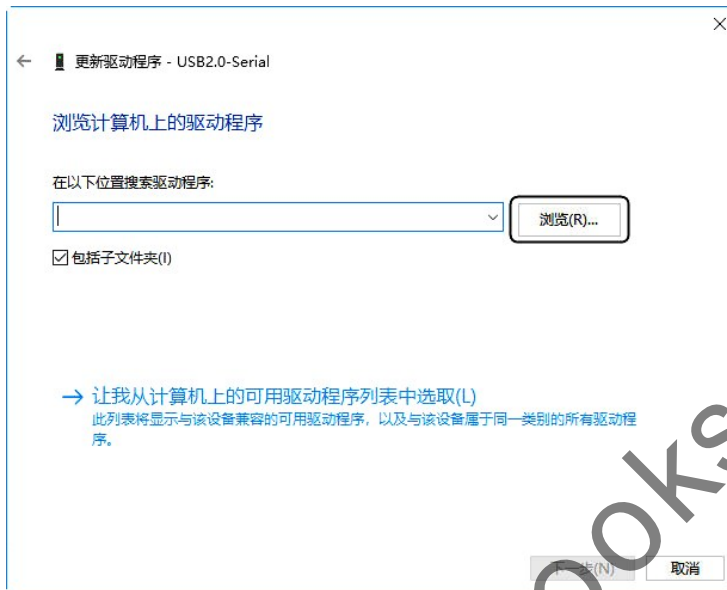 更新驱动程序 - USB2.0-Serial
浏览计算机上的驱动程序
在以下位置搜索驱动程序:
浏览(R)...
包括子文件夹(I)
让我从计算机上的可用驱动程序列表中选取(L)
此列表将显示与该设备兼容的可用驱动程序，以及与该设备属于同一类别的所有驱动程
序。
ooks
下一步(N)
取消